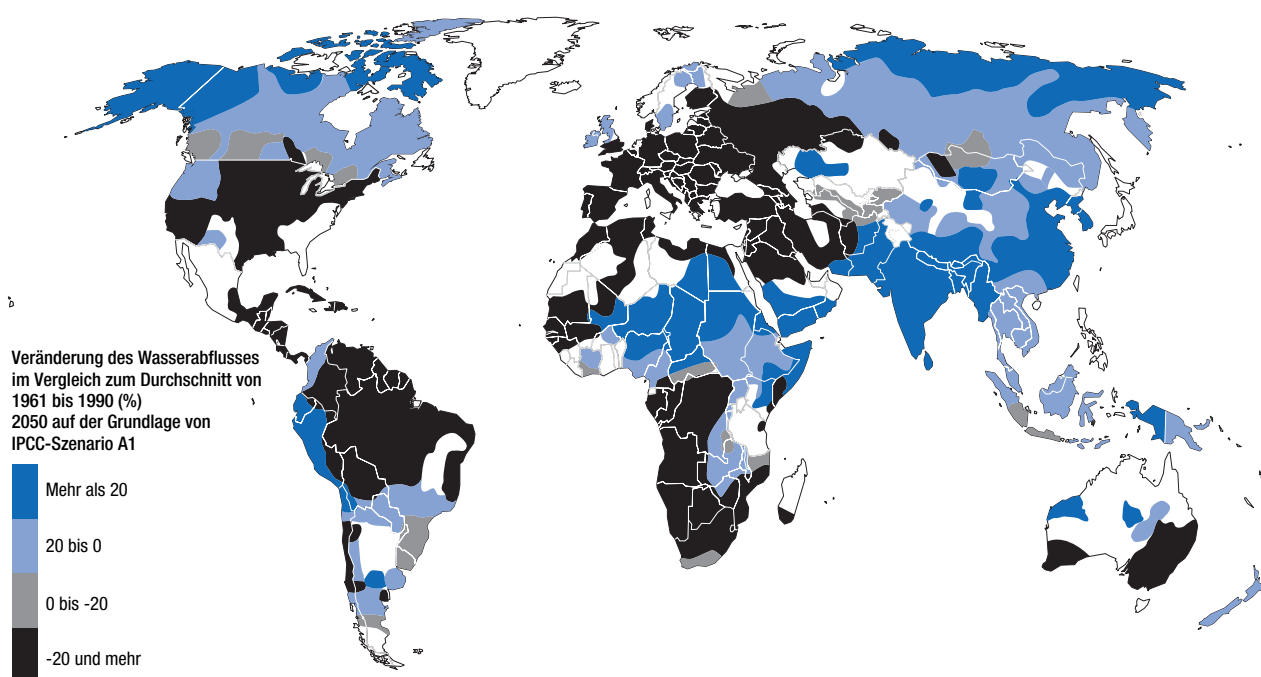 Veränderung des Wasserabflusses
im Vergleich zum Durchschnitt von
1961 bis 1990 (%)
2050 auf der Grundlage von
IPCC-Szenario A1
Mehr als 20
20 bis 0
0 bis -20
-20 und mehr